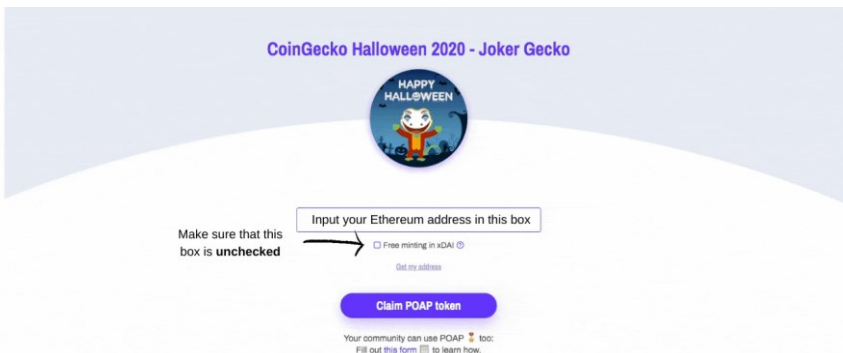 CoinGecko Halloween 2020 - Joker Gecko
HAPPY
HALLOWEEN
Input your Ethereum address in this box
Make sure that this
box is unchecked
Free minting in xDAI
Get my address
Claim POAP token
Your community can use POAP too:
Fill out this form to learn how.